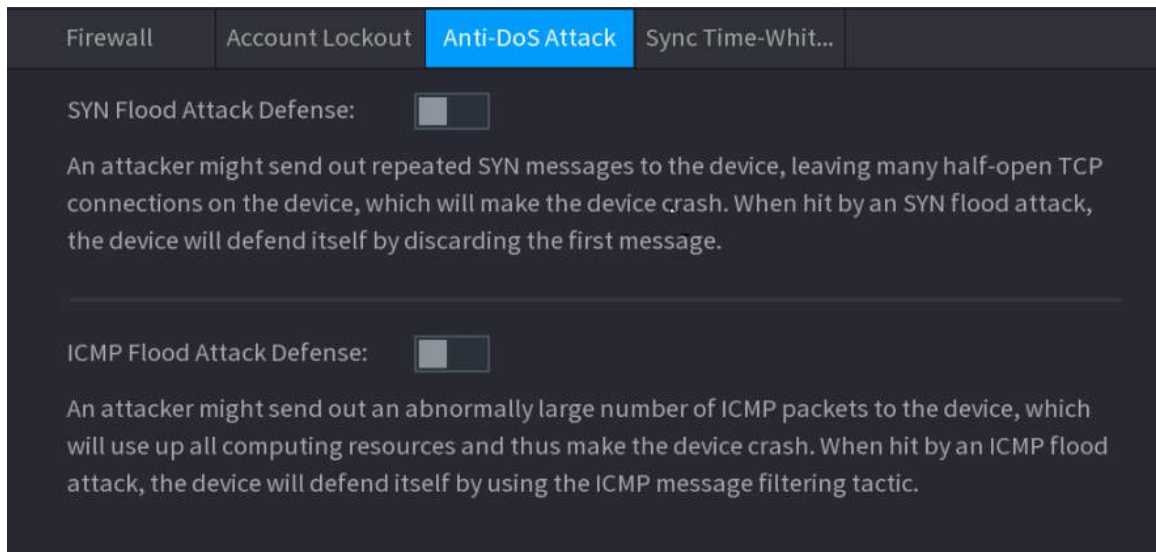 Firewall Account Lockout Anti-DoS Attack Sync Time-Whit...
SYN Flood Attack Defense:
An attacker might send out repeated SYN messages to the device, leaving many half-open TCP
connections on the device, which will make the device crash. When hit by an SYN flood attack,
the device will defend itself by discarding the first message.
ICMP Flood Attack Defense:
An attacker might send out an abnormally large number of ICMP packets to the device, which
will use up all computing resources and thus make the device crash. When hit by an ICMP flood
attack, the device will defend itself by using the ICMP message filtering tactic.